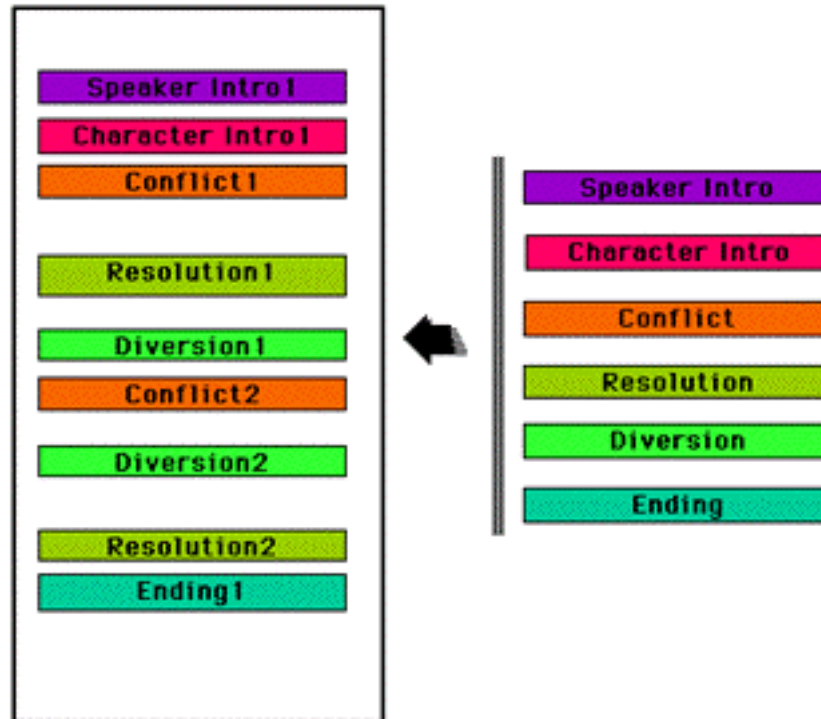 Speaker Intro1
Character Intro1
Conflict1
Resolution1
Diversion1
Conflict2
Diversion2
Resolution2
Ending1
Speaker Intro
Character Intro
Conflict
Resolution
Diversion
Ending